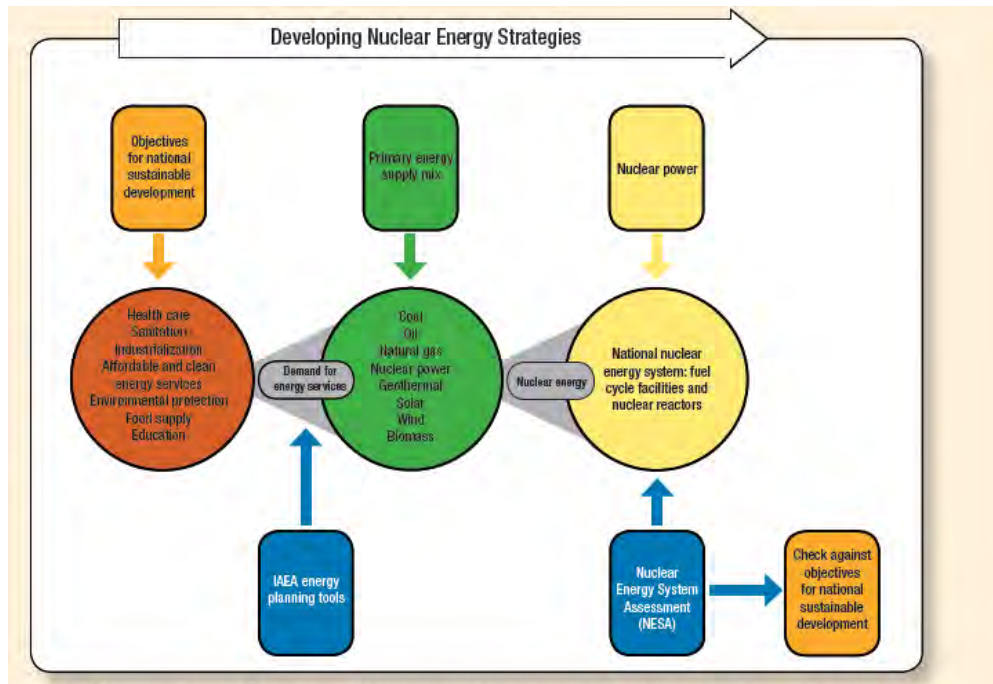 Developing Nuclear Energy Strategies
Objectives
for national
sustainable
development
Primary energy
supply mix
Nuclear power
Health care
Sanitation
Industrialization
Affordable and clean
energy services
Environmental protection
Food supply
Education
Demand for
energy services
Coal
Oil
Natural gas
Nuclear power
Geothermal
Solar
Wind
Biomass
Nuclear energy
National nuclear
energy system: fuel
cycle facilities and
nuclear reactors
IAEA energy
planning tools
Nuclear
Energy System
Assessment
(NESA)
Check against
objectives
for national
sustainable
development